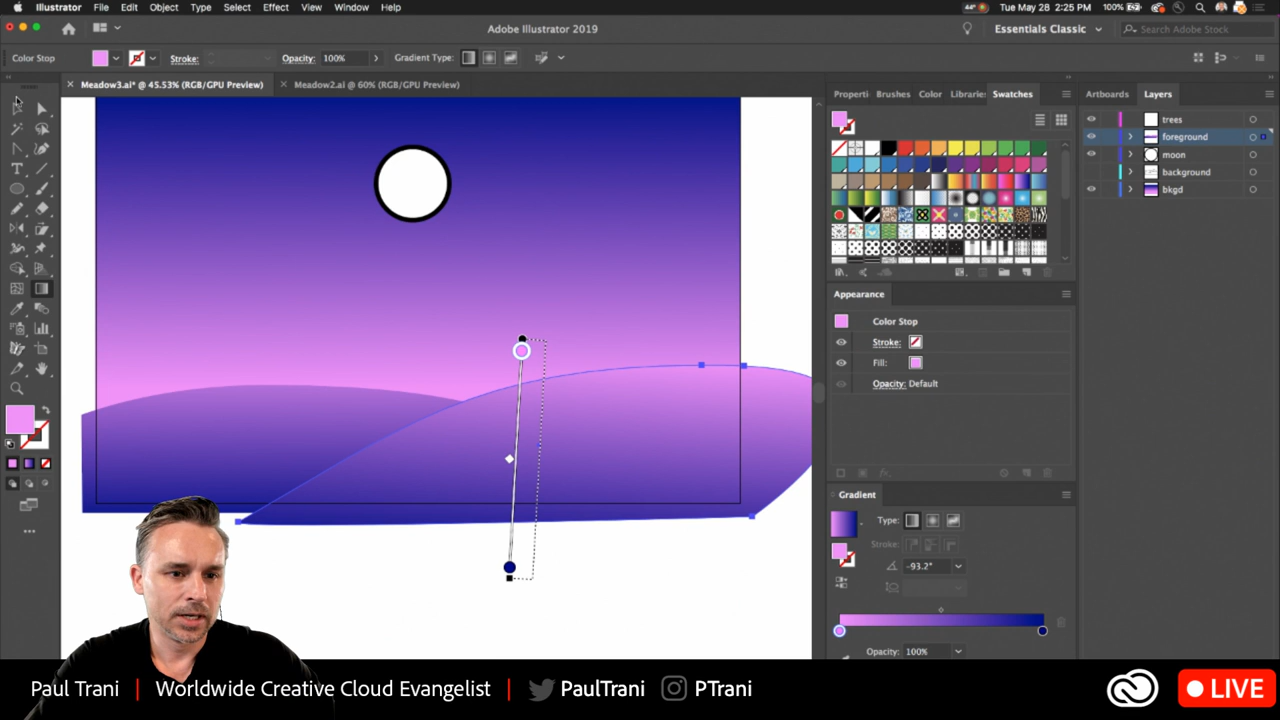 Illustrator File Edit Object Type Select Effect View Window Help
44° Tue May 28 2:25 PM 100%
Adobe Illustrator 2019
Essentials Classic
Search Adobe Stock
Color Stop Stroke: Opacity: 100% Gradient Type:
Meadow3.ai* @ 45.53% (RGB/GPU Preview) Meadow2.ai @ 60% (RGB/GPU Preview)
Properti Brushes Color Librarie Swatches
Artboards Layers
trees
foreground
moon
background
bkgd
Appearance
Color Stop
Stroke:
Fill:
Opacity: Default
Gradient
Type:
Stroke:
-93.2°
Opacity: 100%
Paul Trani | Worldwide Creative Cloud Evangelist | PaulTrani PTrani
LIVE